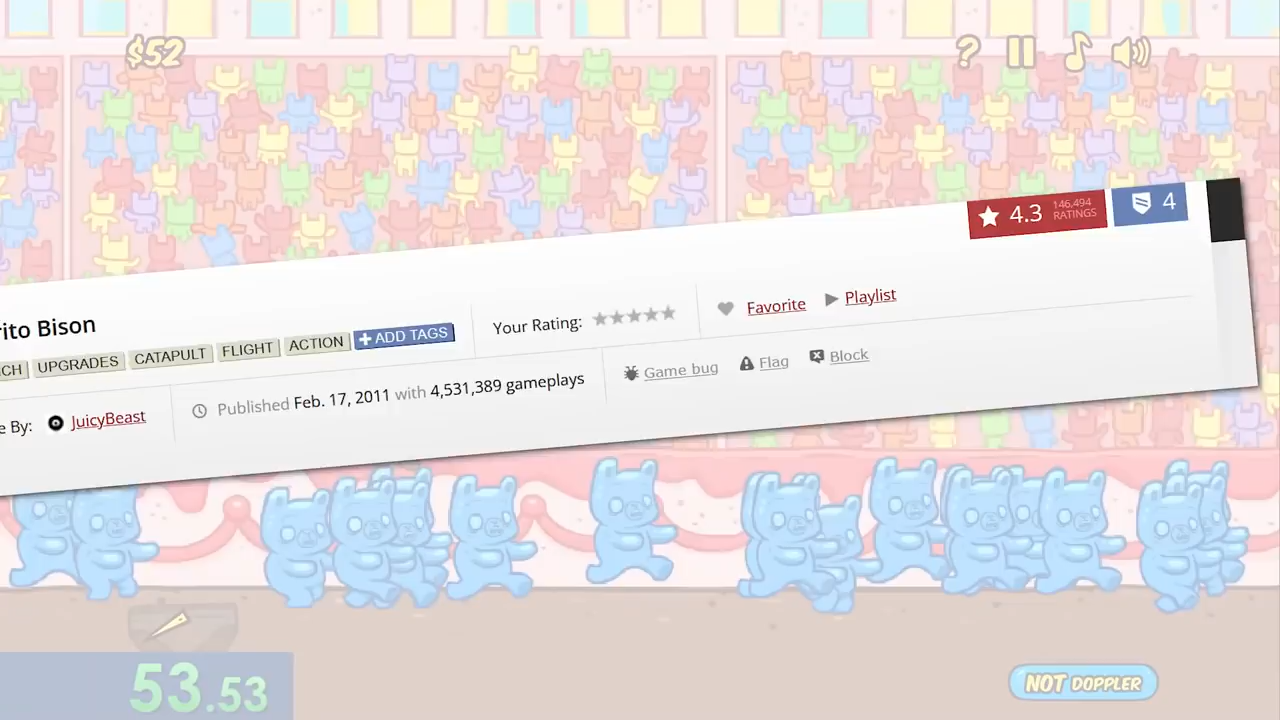 $52
?
4.3 146,494 RATINGS 4
rito Bison
Your Rating: Favorite Playlist
CH UPGRADES CATAPULT FLIGHT ACTION + ADD TAGS
e By: JuicyBeast Published Feb. 17, 2011 with 4,531,389 gameplays Game bug Flag Block
53.53
NOT DOPPLER